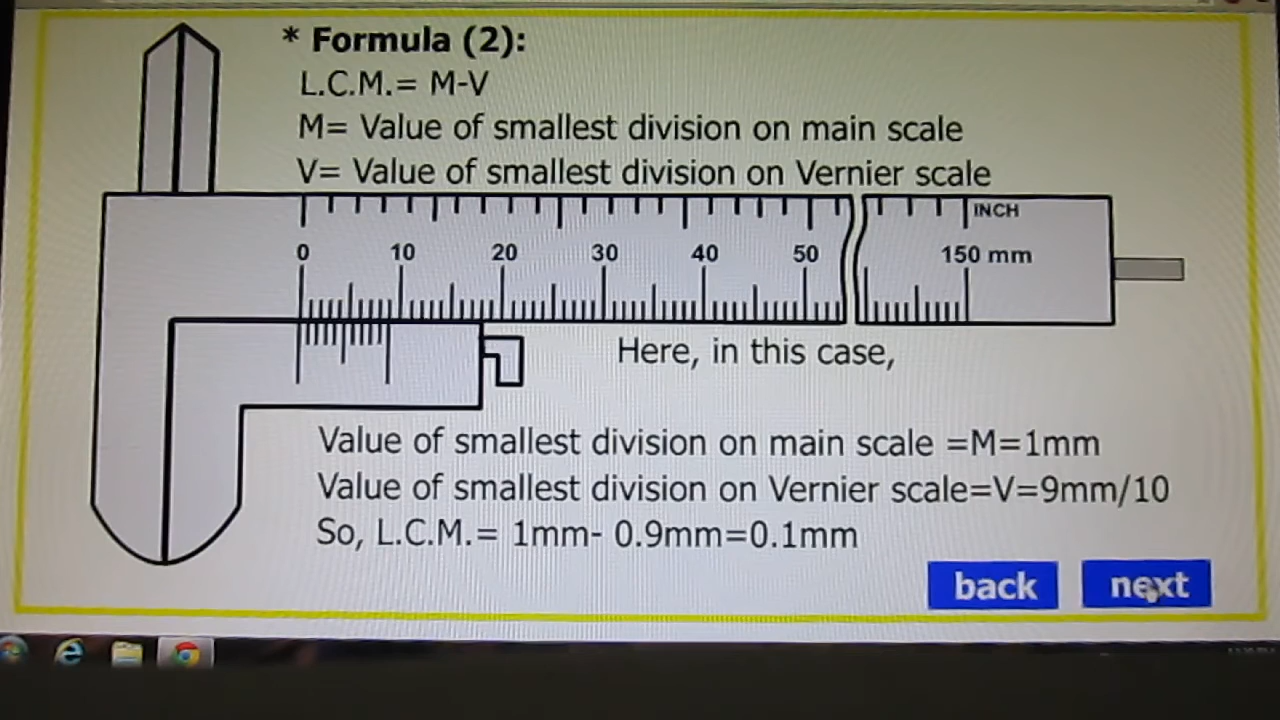 * Formula (2):
L.C.M.= M-V
M= Value of smallest division on main scale
V= Value of smallest division on Vernier scale
INCH
0 10 20 30 40 50 150 mm
Here, in this case,
Value of smallest division on main scale =M=1mm
Value of smallest division on Vernier scale=V=9mm/10
So, L.C.M.= 1mm- 0.9mm=0.1mm
back next